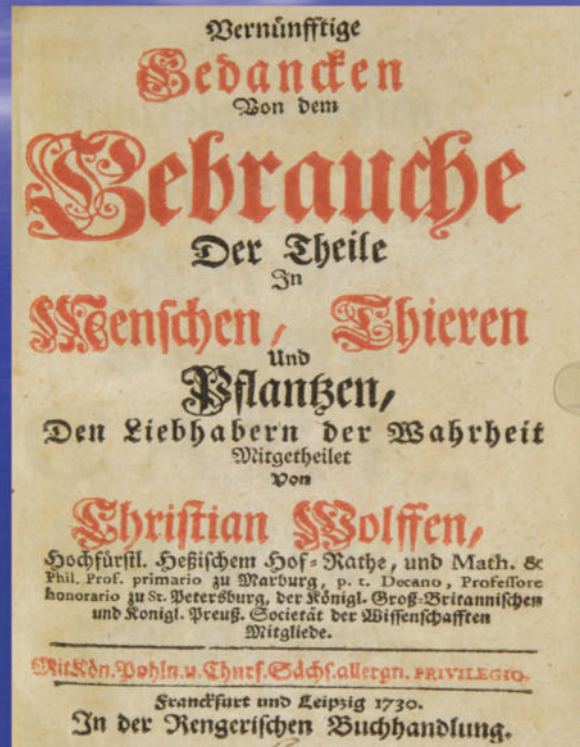 Vernünfftige
Gedancken
Von dem
Gebrauche
Der Theile
In
Menschen, Thieren
Und
Pflantzen,
Den Liebhabern der Wahrheit
Mitgetheilet
Von
Christian Wolffen,
Hochfürstl. Heßischem Hof-Rathe, und Math. &
Phil. Prof. primario zu Marburg, p. t. Decano, Professore
honorario zu St. Petersburg, der Königl. Groß-Britannischen
und Konigl. Preuß. Societät der Wissenschafften
Mitgliede.
Mit Kön. Pohln. u. Churf. Sächs. allergn. PRIVILEGIO.
Franckfurt und Leipzig 1730.
In der Rengerischen Buchhandlung.